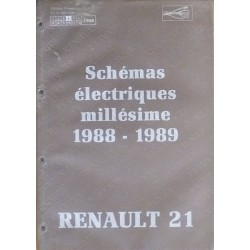 Schémas
électriques
millésime
1988 - 1989
RENAULT 21